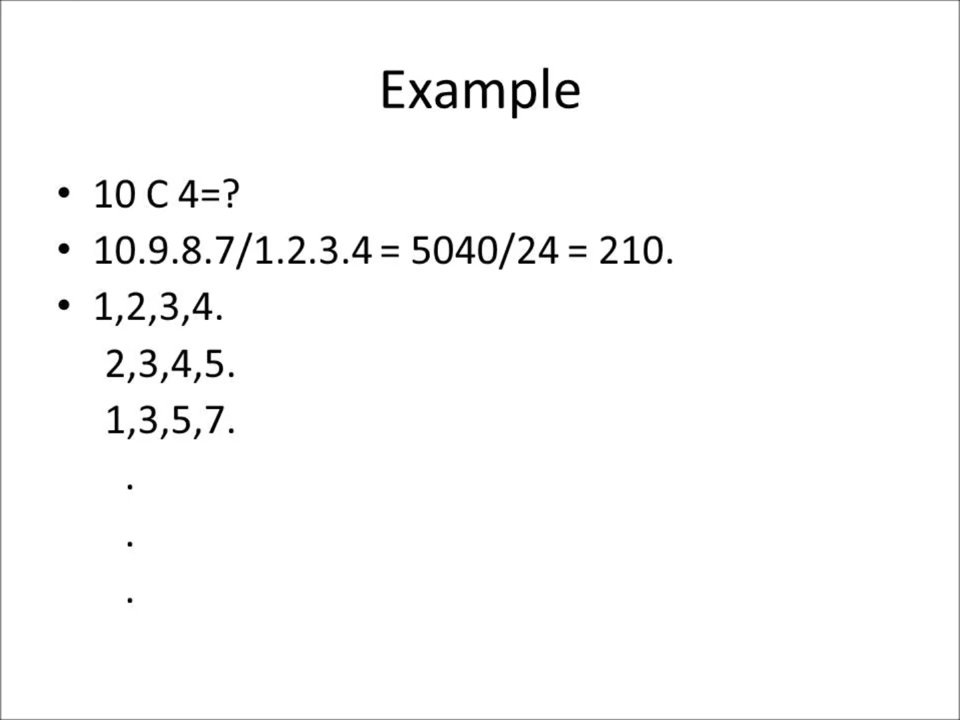 Example
• 10 C 4=?
• 10.9.8.7/1.2.3.4 = 5040/24 = 210.
• 1,2,3,4.
2,3,4,5.
1,3,5,7.
.
.
.